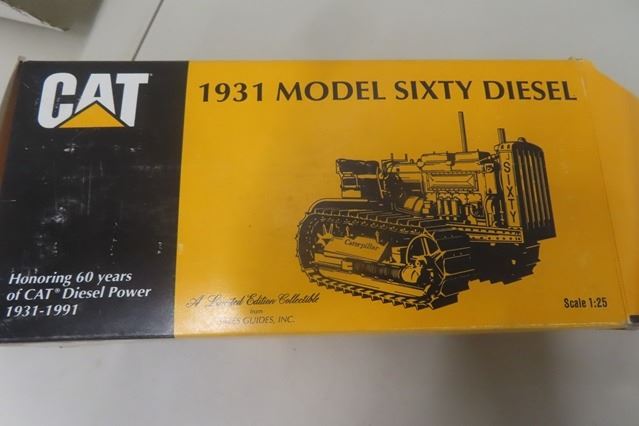 CAT
1931 MODEL SIXTY DIESEL
SIXTY
Caterpillar
Honoring 60 years
of CAT® Diesel Power
1931-1991
A Limited Edition Collectible
from
SALES GUIDES, INC.
Scale 1:25